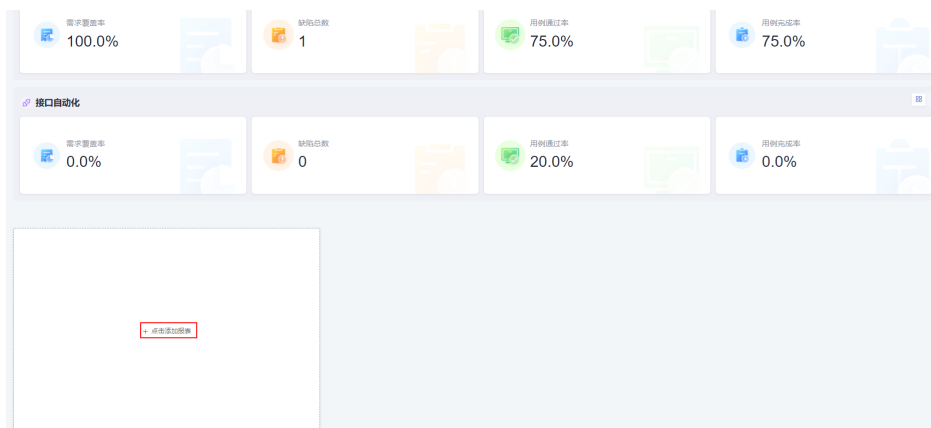 需求覆盖率
100.0%
缺陷总数
1
用例通过率
75.0%
用例完成率
75.0%
接口自动化
需求覆盖率
0.0%
缺陷总数
0
用例通过率
20.0%
用例完成率
0.0%
+ 点击添加报表